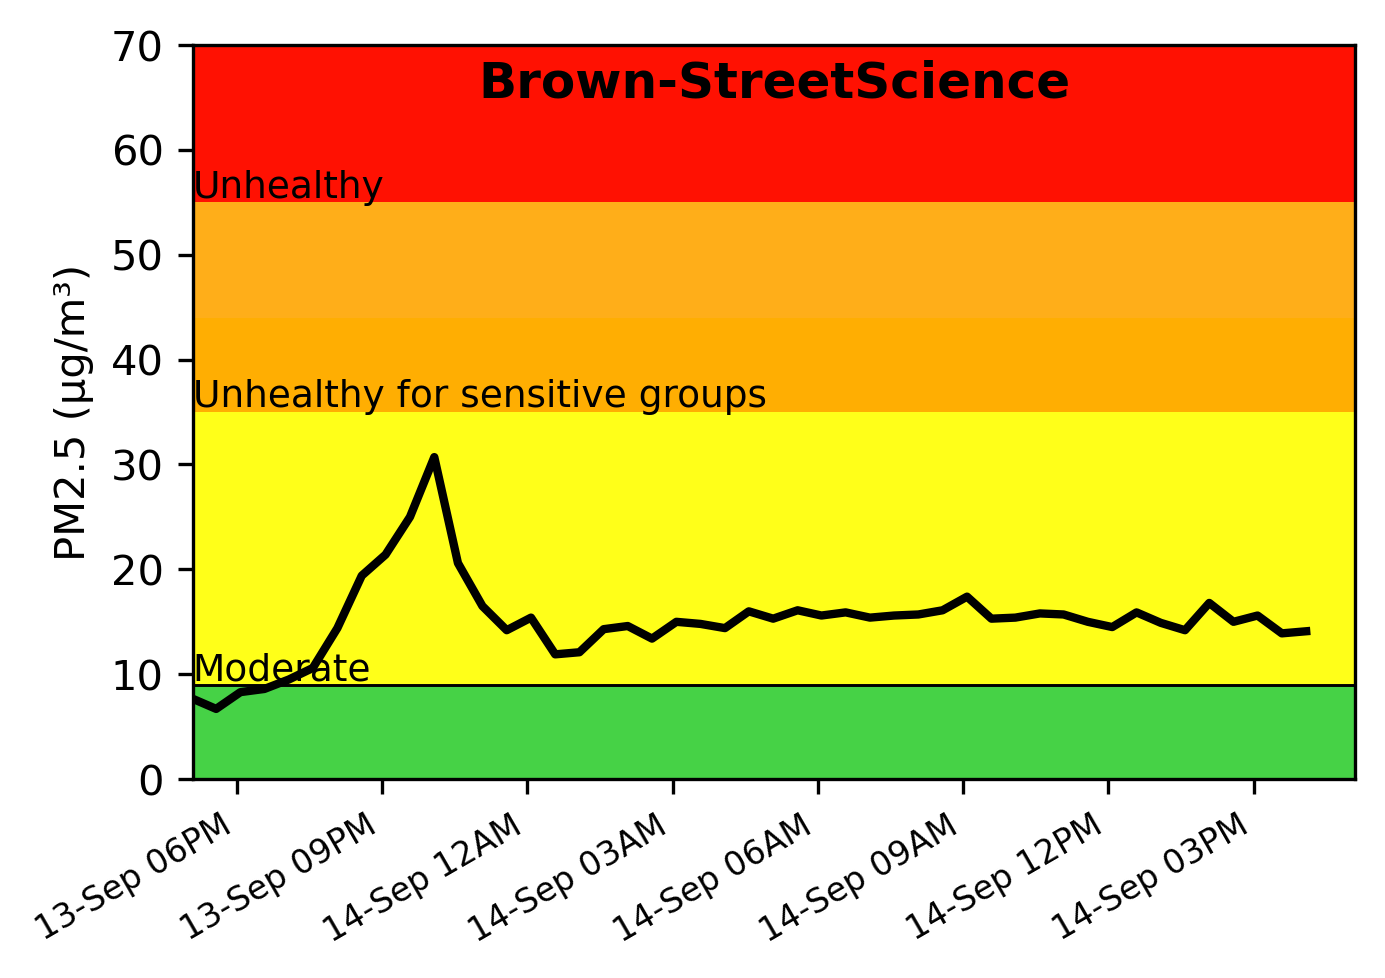 Brown-StreetScience
70
60
Unhealthy
50
40
Unhealthy for sensitive groups
30
20
10
Moderate
0
PM2.5 (µg/m³)
13-Sep 06PM
13-Sep 09PM
14-Sep 12AM
14-Sep 03AM
14-Sep 06AM
14-Sep 09AM
14-Sep 12PM
14-Sep 03PM